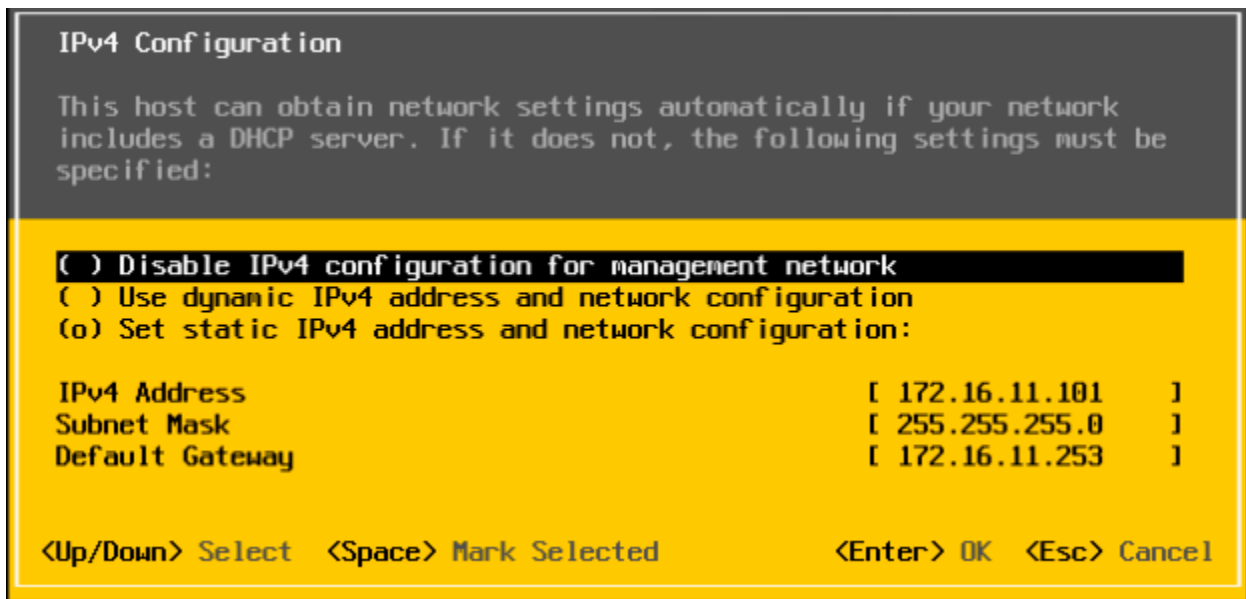 IPv4 Configuration
This host can obtain network settings automatically if your network
includes a DHCP server. If it does not, the following settings must be
specified:
( ) Disable IPv4 configuration for management network
( ) Use dynamic IPv4 address and network configuration
(o) Set static IPv4 address and network configuration:
IPv4 Address [ 172.16.11.101 ]
Subnet Mask [ 255.255.255.0 ]
Default Gateway [ 172.16.11.253 ]
<Up/Down> Select <Space> Mark Selected <Enter> OK <Esc> Cancel